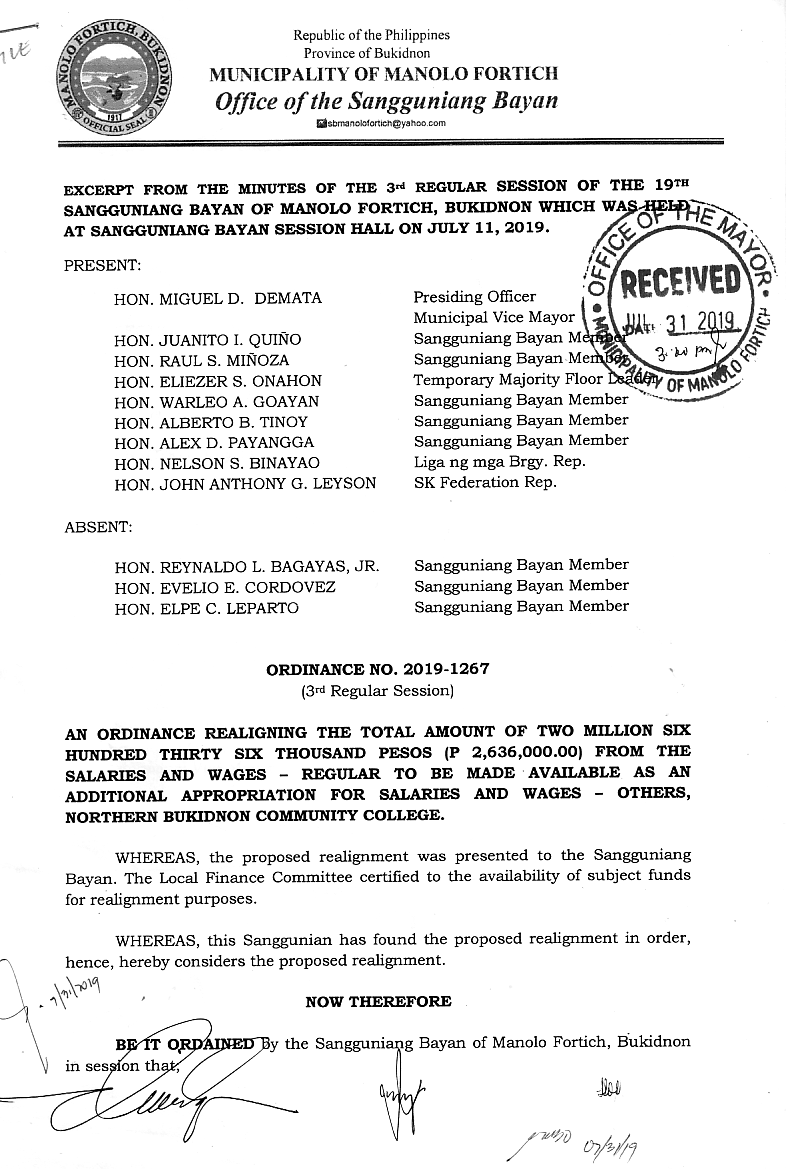 Republic of the Philippines
Province of Bukidnon
MUNICIPALITY OF MANOLO FORTICH
Office of the Sangguniang Bayan
sbmanolofortich@yahoo.com
MANOLO FORTICH, BUKIDNON
1917
OFFICIAL SEAL
EXCERPT FROM THE MINUTES OF THE 3rd REGULAR SESSION OF THE 19TH
SANGGUNIANG BAYAN OF MANOLO FORTICH, BUKIDNON WHICH WAS HELD
AT SANGGUNIANG BAYAN SESSION HALL ON JULY 11, 2019.
OFFICE OF THE MAYOR
RECEIVED
DATE: JUL 31 2019
MUNICIPALITY OF MANOLO FORTICH
PRESENT:
HON. MIGUEL D. DEMATA Presiding Officer
Municipal Vice Mayor
HON. JUANITO I. QUIÑO Sangguniang Bayan Member
HON. RAUL S. MIÑOZA Sangguniang Bayan Member
HON. ELIEZER S. ONAHON Temporary Majority Floor Leader
HON. WARLEO A. GOAYAN Sangguniang Bayan Member
HON. ALBERTO B. TINOY Sangguniang Bayan Member
HON. ALEX D. PAYANGGA Sangguniang Bayan Member
HON. NELSON S. BINAYAO Liga ng mga Brgy. Rep.
HON. JOHN ANTHONY G. LEYSON SK Federation Rep.
ABSENT:
HON. REYNALDO L. BAGAYAS, JR. Sangguniang Bayan Member
HON. EVELIO E. CORDOVEZ Sangguniang Bayan Member
HON. ELPE C. LEPARTO Sangguniang Bayan Member
ORDINANCE NO. 2019-1267
(3rd Regular Session)
AN ORDINANCE REALIGNING THE TOTAL AMOUNT OF TWO MILLION SIX
HUNDRED THIRTY SIX THOUSAND PESOS (P 2,636,000.00) FROM THE
SALARIES AND WAGES – REGULAR TO BE MADE AVAILABLE AS AN
ADDITIONAL APPROPRIATION FOR SALARIES AND WAGES – OTHERS,
NORTHERN BUKIDNON COMMUNITY COLLEGE.
WHEREAS, the proposed realignment was presented to the Sangguniang
Bayan. The Local Finance Committee certified to the availability of subject funds
for realignment purposes.
WHEREAS, this Sanggunian has found the proposed realignment in order,
hence, hereby considers the proposed realignment.
7/31/2019
NOW THEREFORE
BE IT ORDAINED By the Sangguniang Bayan of Manolo Fortich, Bukidnon
in session that;
07/31/19